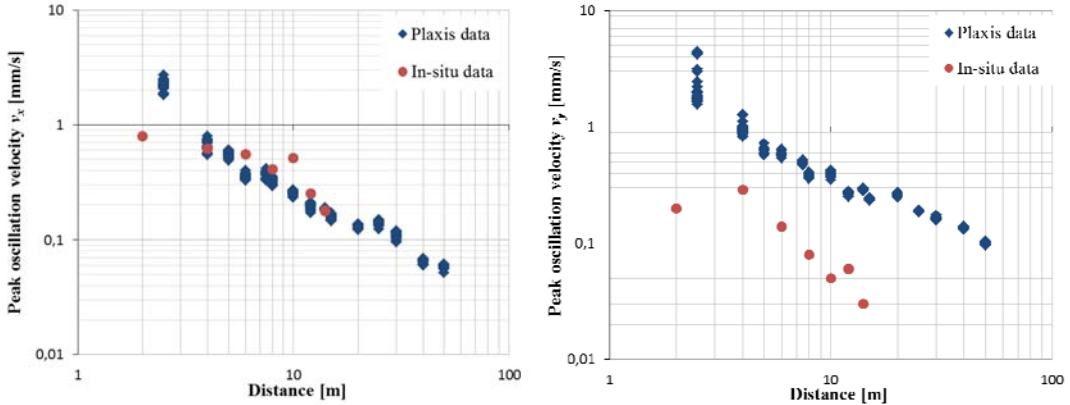 Peak oscillation velocity vx [mm/s]
10
1
0,1
0,01
Plaxis data
In-situ data
1
10
100
Distance [m]
Peak oscillation velocity vy [mm/s]
10
1
0,1
0,01
Plaxis data
In-situ data
1
10
100
Distance [m]